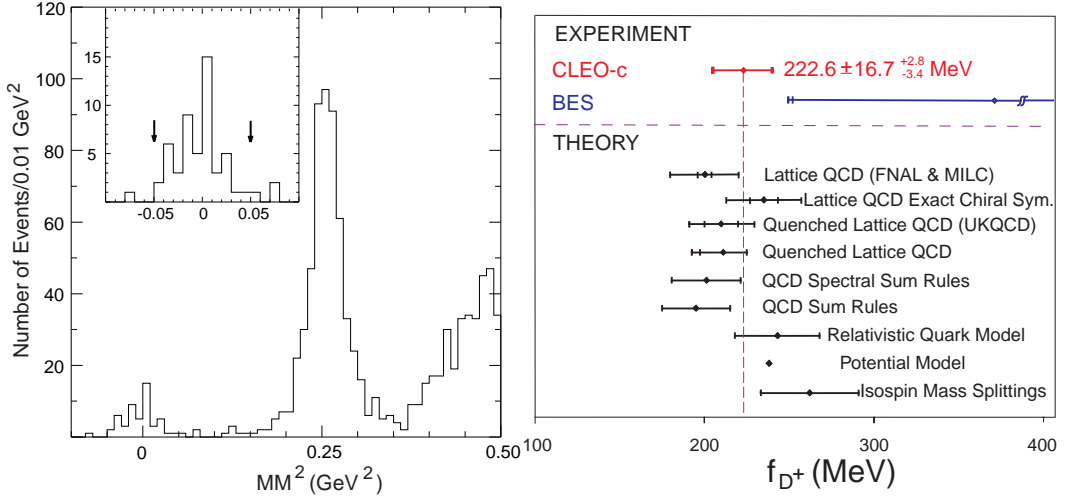 120
100
80
60
40
20
Number of Events/0.01 GeV²
15
10
5
-0.05 0 0.05
0 0.25 0.50
MM² (GeV²)
EXPERIMENT
CLEO-c 222.6 ±16.7 +2.8 -3.4 MeV
BES
THEORY
Lattice QCD (FNAL & MILC)
Lattice QCD Exact Chiral Sym.
Quenched Lattice QCD (UKQCD)
Quenched Lattice QCD
QCD Spectral Sum Rules
QCD Sum Rules
Relativistic Quark Model
Potential Model
Isospin Mass Splittings
100 200 300 400
f_D+ (MeV)